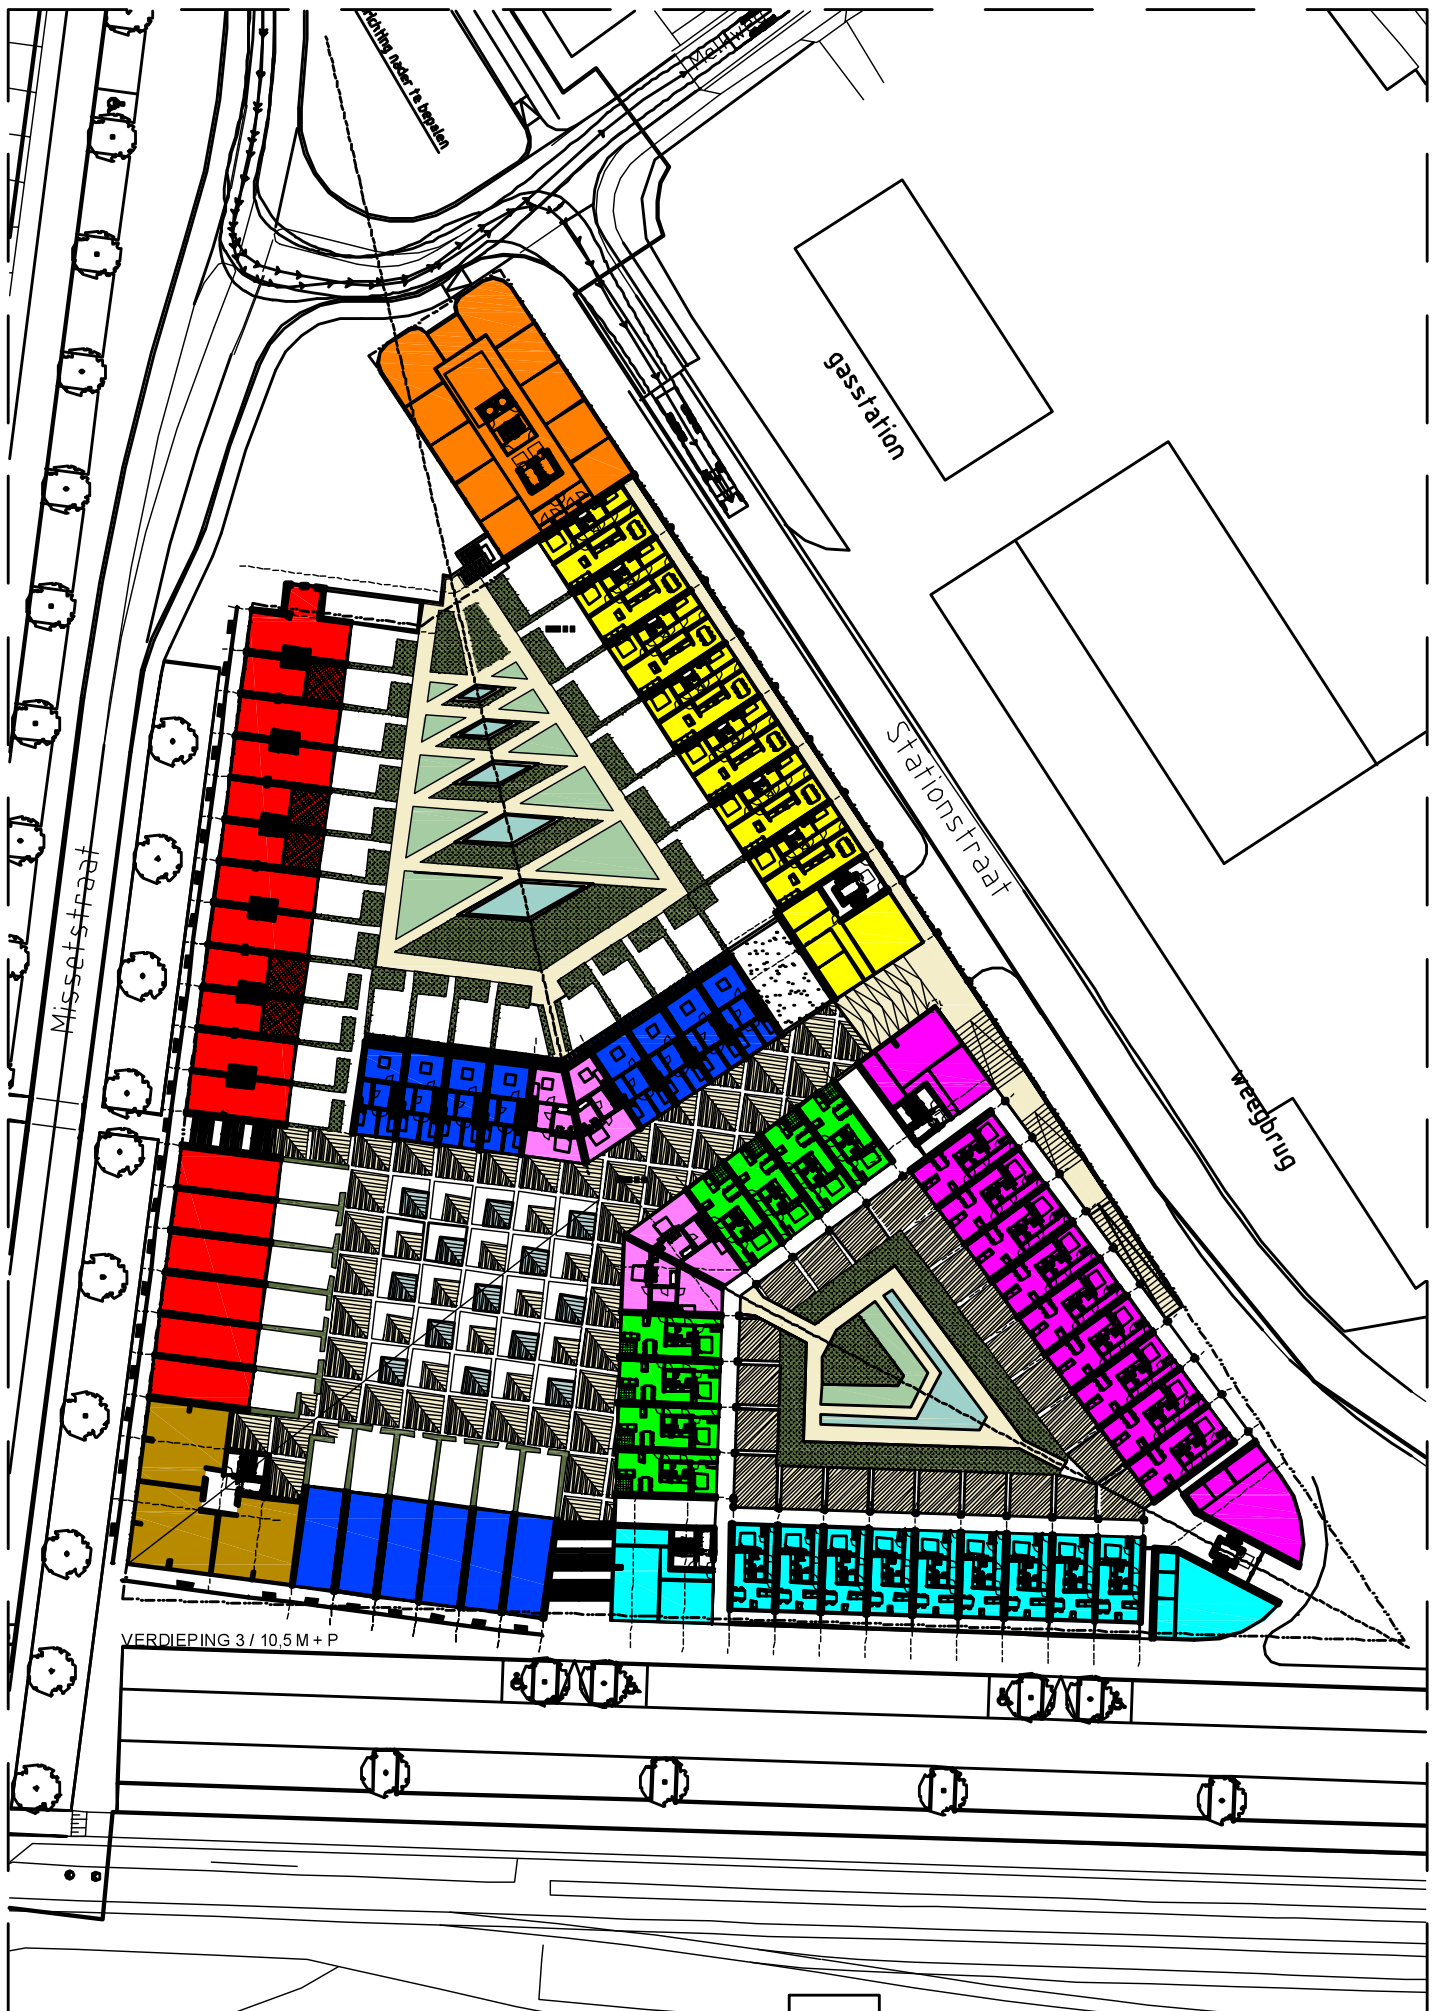 richting nader te bepalen
gasstation
Stationstraat
Missetstraat
weegbrug
VERDIEPING 3 / 10,5 M + P